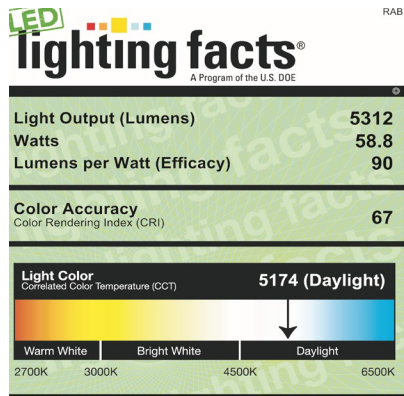 RAB
LED
lighting facts®
A Program of the U.S. DOE
Light Output (Lumens) 5312
Watts 58.8
Lumens per Watt (Efficacy) 90
Color Accuracy
Color Rendering Index (CRI) 67
Light Color
Correlated Color Temperature (CCT) 5174 (Daylight)
Warm White Bright White Daylight
2700K 3000K 4500K 6500K